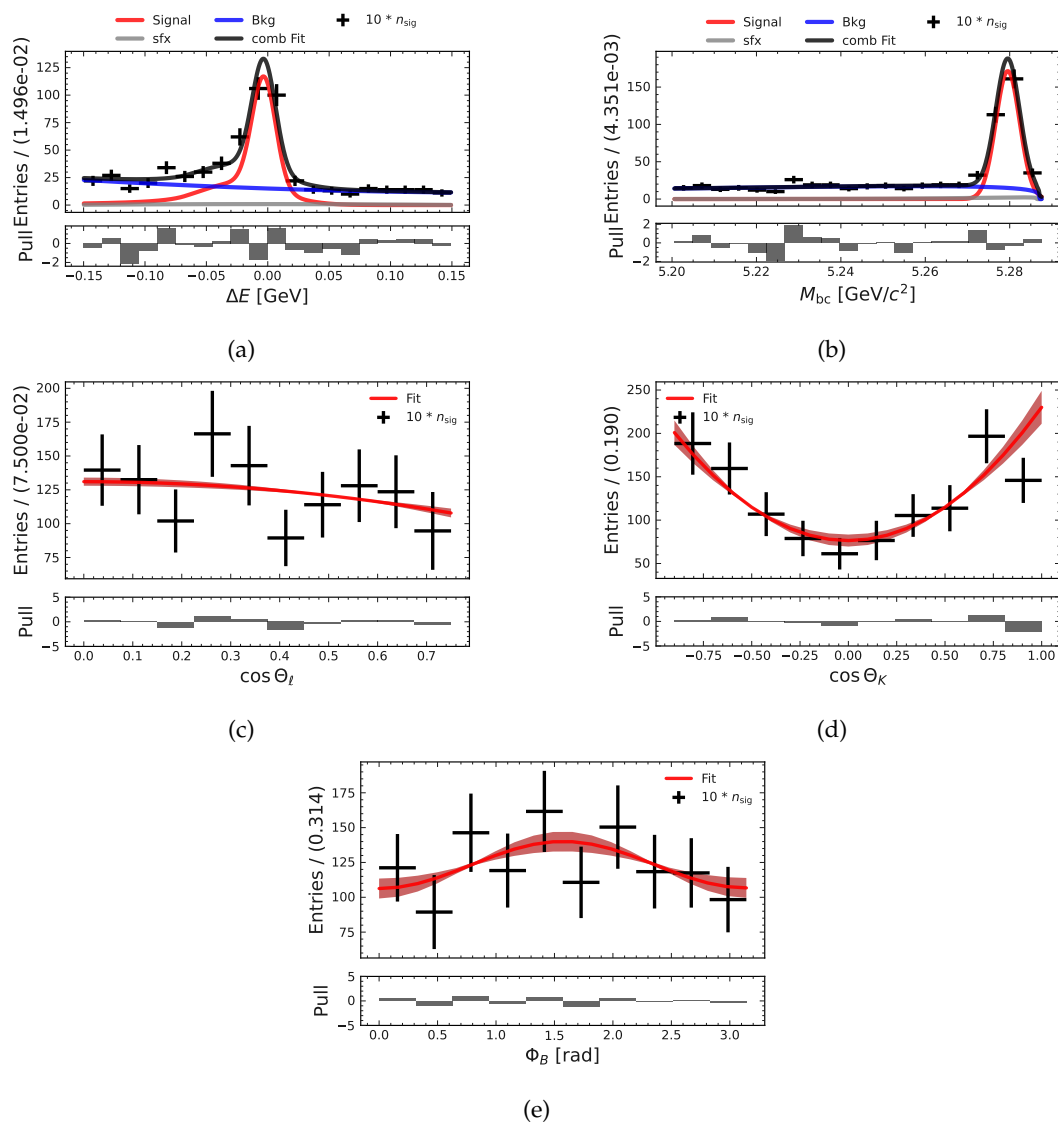 Signal Bkg 10 * n_sig
sfx comb Fit
Entries / (1.496e-02)
125
100
75
50
25
0
Pull
2
0
−2
−0.15 −0.10 −0.05 0.00 0.05 0.10 0.15
ΔE [GeV]
(a)
Signal Bkg 10 * n_sig
sfx comb Fit
Entries / (4.351e-03)
150
100
50
0
Pull
2
0
−2
5.20 5.22 5.24 5.26 5.28
M_bc [GeV/c²]
(b)
Entries / (7.500e-02)
Fit
10 * n_sig
200
175
150
125
100
75
Pull
5
0
−5
0.0 0.1 0.2 0.3 0.4 0.5 0.6 0.7
cos Θ_ℓ
(c)
Entries / (0.190)
Fit
10 * n_sig
250
200
150
100
50
Pull
5
0
−5
−0.75 −0.50 −0.25 0.00 0.25 0.50 0.75 1.00
cos Θ_K
(d)
Entries / (0.314)
Fit
10 * n_sig
175
150
125
100
75
Pull
5
0
−5
0.0 0.5 1.0 1.5 2.0 2.5 3.0
Φ_B [rad]
(e)